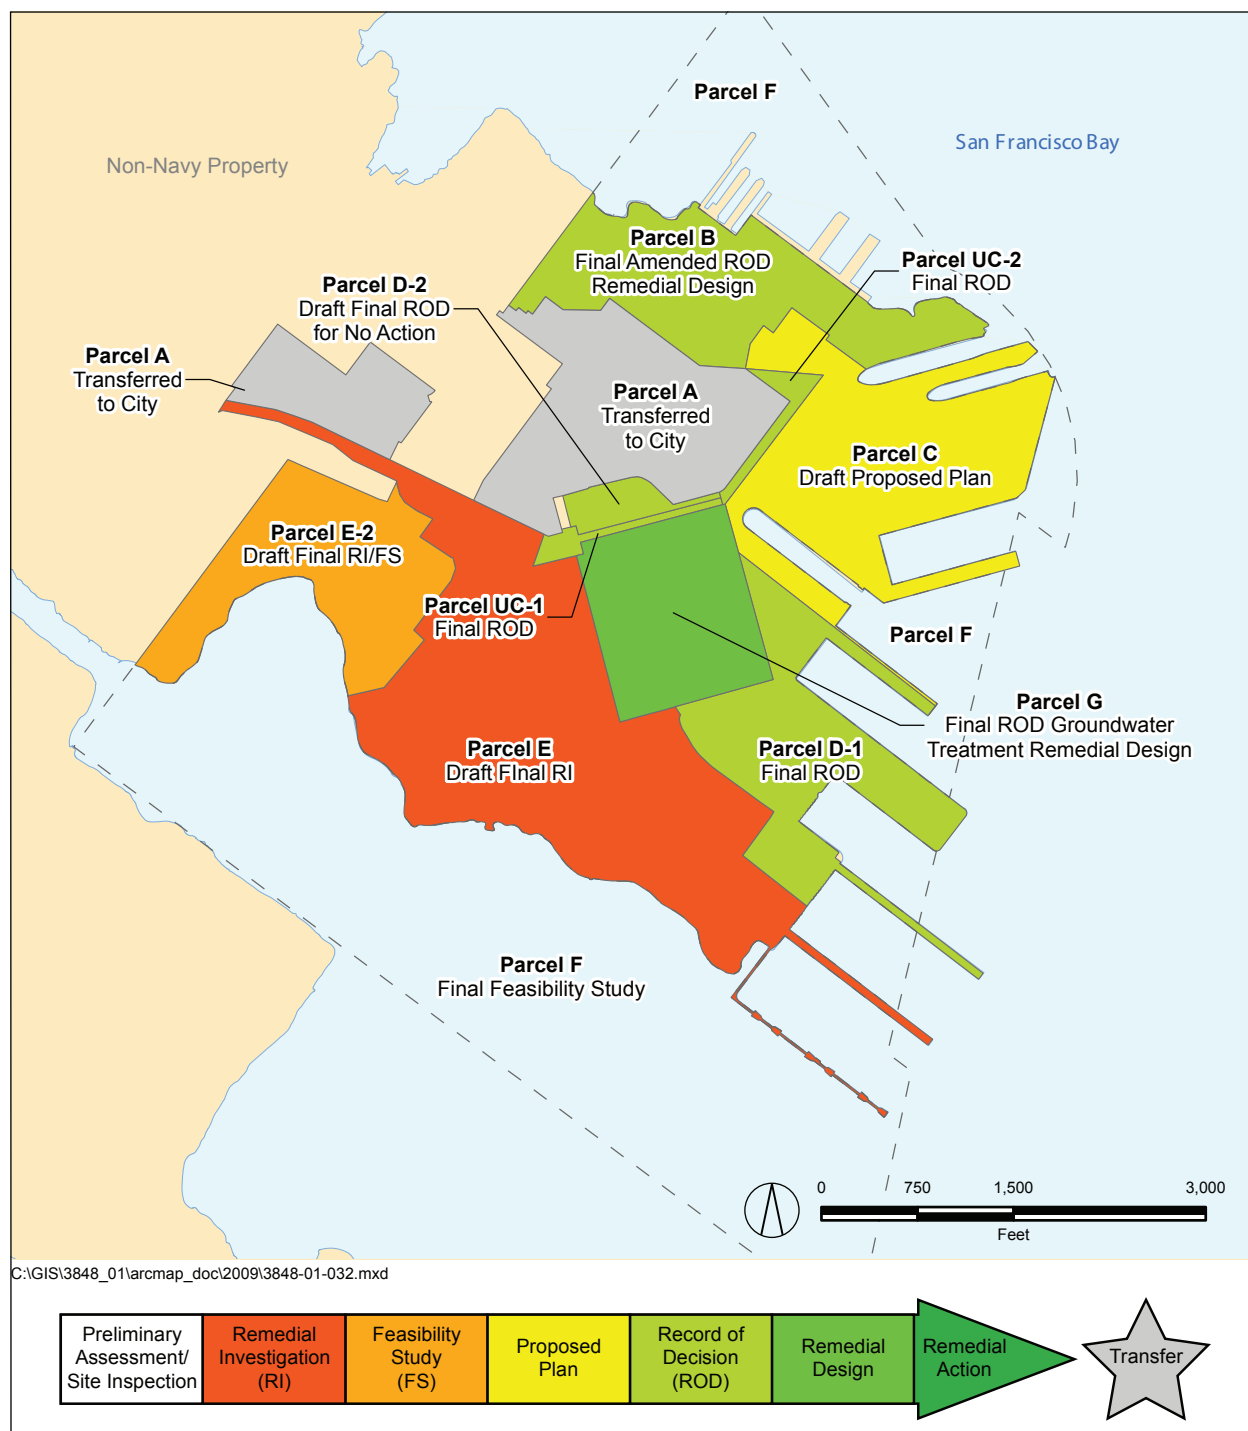 Parcel F
San Francisco Bay
Non-Navy Property
Parcel B
Final Amended ROD
Remedial Design
Parcel UC-2
Final ROD
Parcel D-2
Draft Final ROD
for No Action
Parcel A
Transferred
to City
Parcel A
Transferred
to City
Parcel C
Draft Proposed Plan
Parcel E-2
Draft Final RI/FS
Parcel UC-1
Final ROD
Parcel F
Parcel G
Final ROD Groundwater
Treatment Remedial Design
Parcel E
Draft FInal RI
Parcel D-1
Final ROD
Parcel F
Final Feasibility Study
0 750 1,500 3,000
Feet
C:\GIS\3848_01\arcmap_doc\2009\3848-01-032.mxd
Preliminary
Assessment/
Site Inspection
Remedial
Investigation
(RI)
Feasibility
Study
(FS)
Proposed
Plan
Record of
Decision
(ROD)
Remedial
Design
Remedial
Action
Transfer